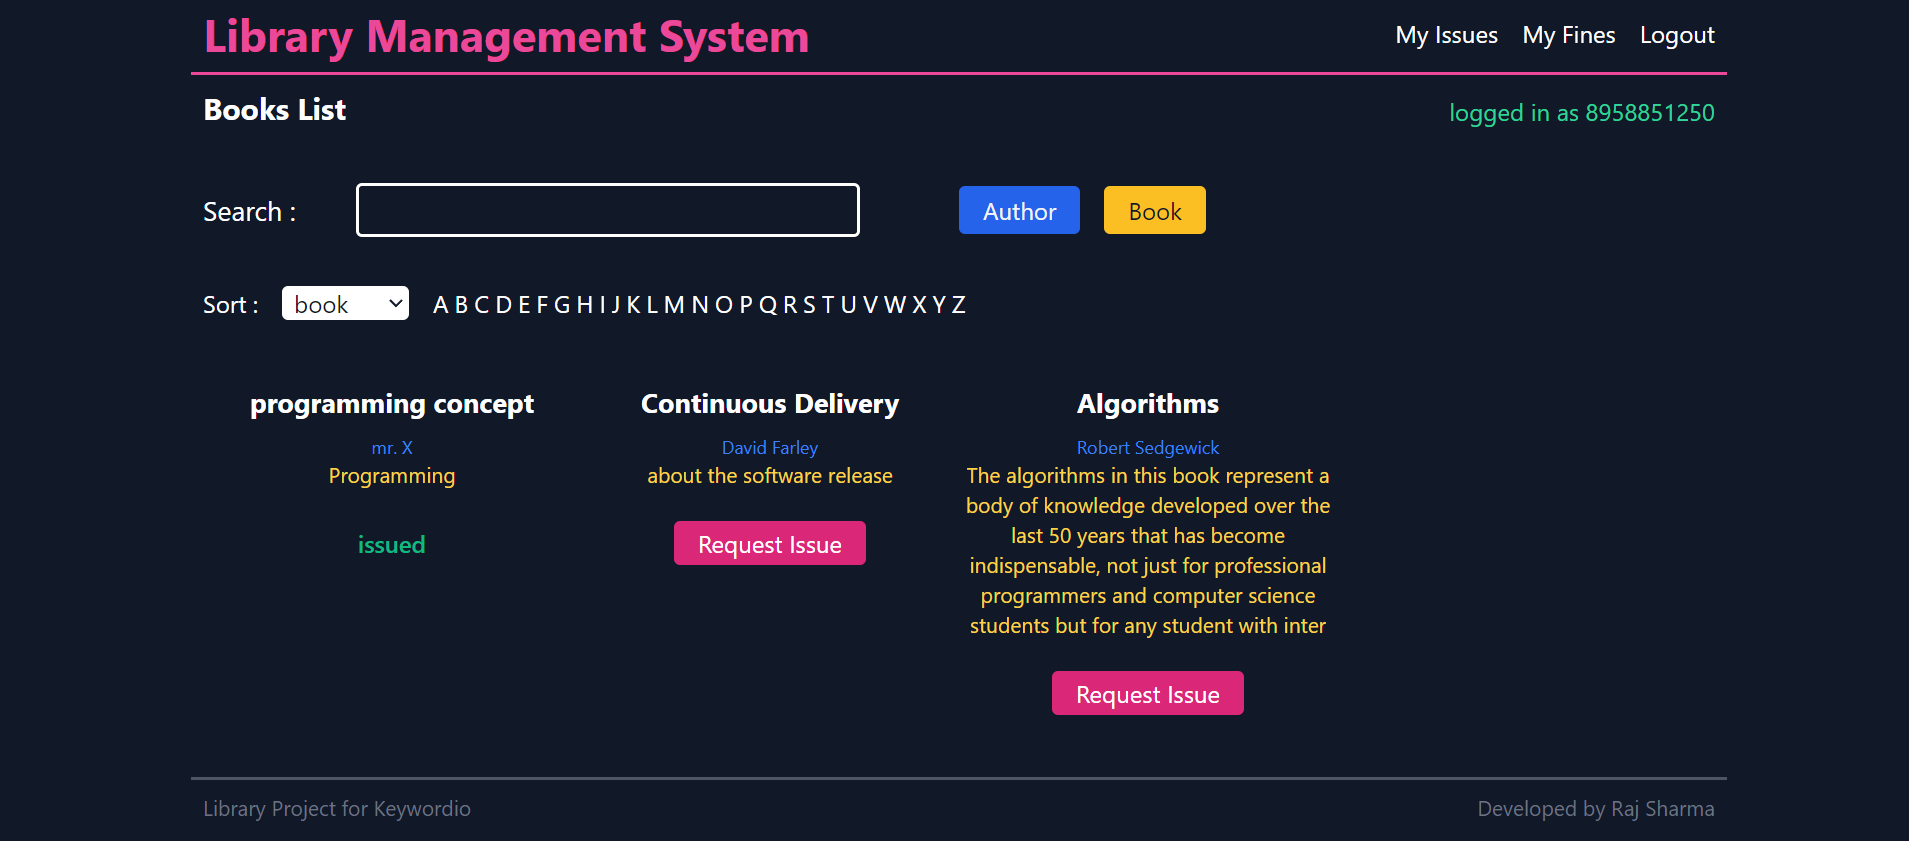 Library Management System
My Issues My Fines Logout
Books List
logged in as 8958851250
Search :
Author Book
Sort : book A B C D E F G H I J K L M N O P Q R S T U V W X Y Z
programming concept
mr. X
Programming
issued
Continuous Delivery
David Farley
about the software release
Request Issue
Algorithms
Robert Sedgewick
The algorithms in this book represent a
body of knowledge developed over the
last 50 years that has become
indispensable, not just for professional
programmers and computer science
students but for any student with inter
Request Issue
Library Project for Keywordio
Developed by Raj Sharma